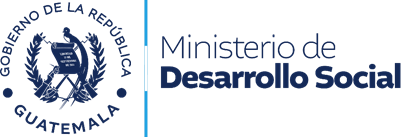 GOBIERNO DE LA REPÚBLICA
GUATEMALA
Ministerio de
Desarrollo Social